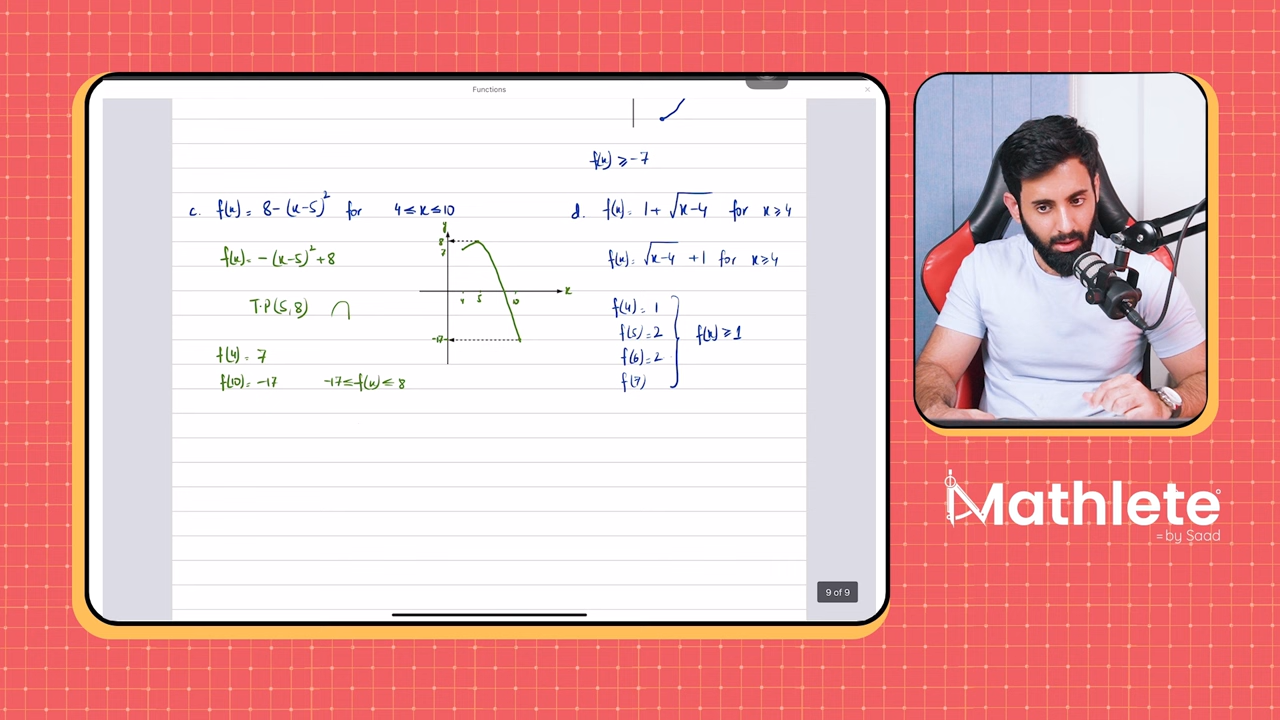 Functions
f(x) ≥ -7
c. f(x) = 8 - (x-5)² for 4 ≤ x ≤ 10
f(x) = -(x-5)² + 8
T.P (5, 8)
f(4) = 7
f(10) = -17 -17 ≤ f(x) ≤ 8
y
8
7
4 5 10 x
-17
d. f(x) = 1 + √x-4 for x ≥ 4
f(x) = √x-4 + 1 for x ≥ 4
f(4) = 1
f(5) = 2
f(x) ≥ 1
f(6) = 2.
f(7)
9 of 9
Mathlete
= by Saad